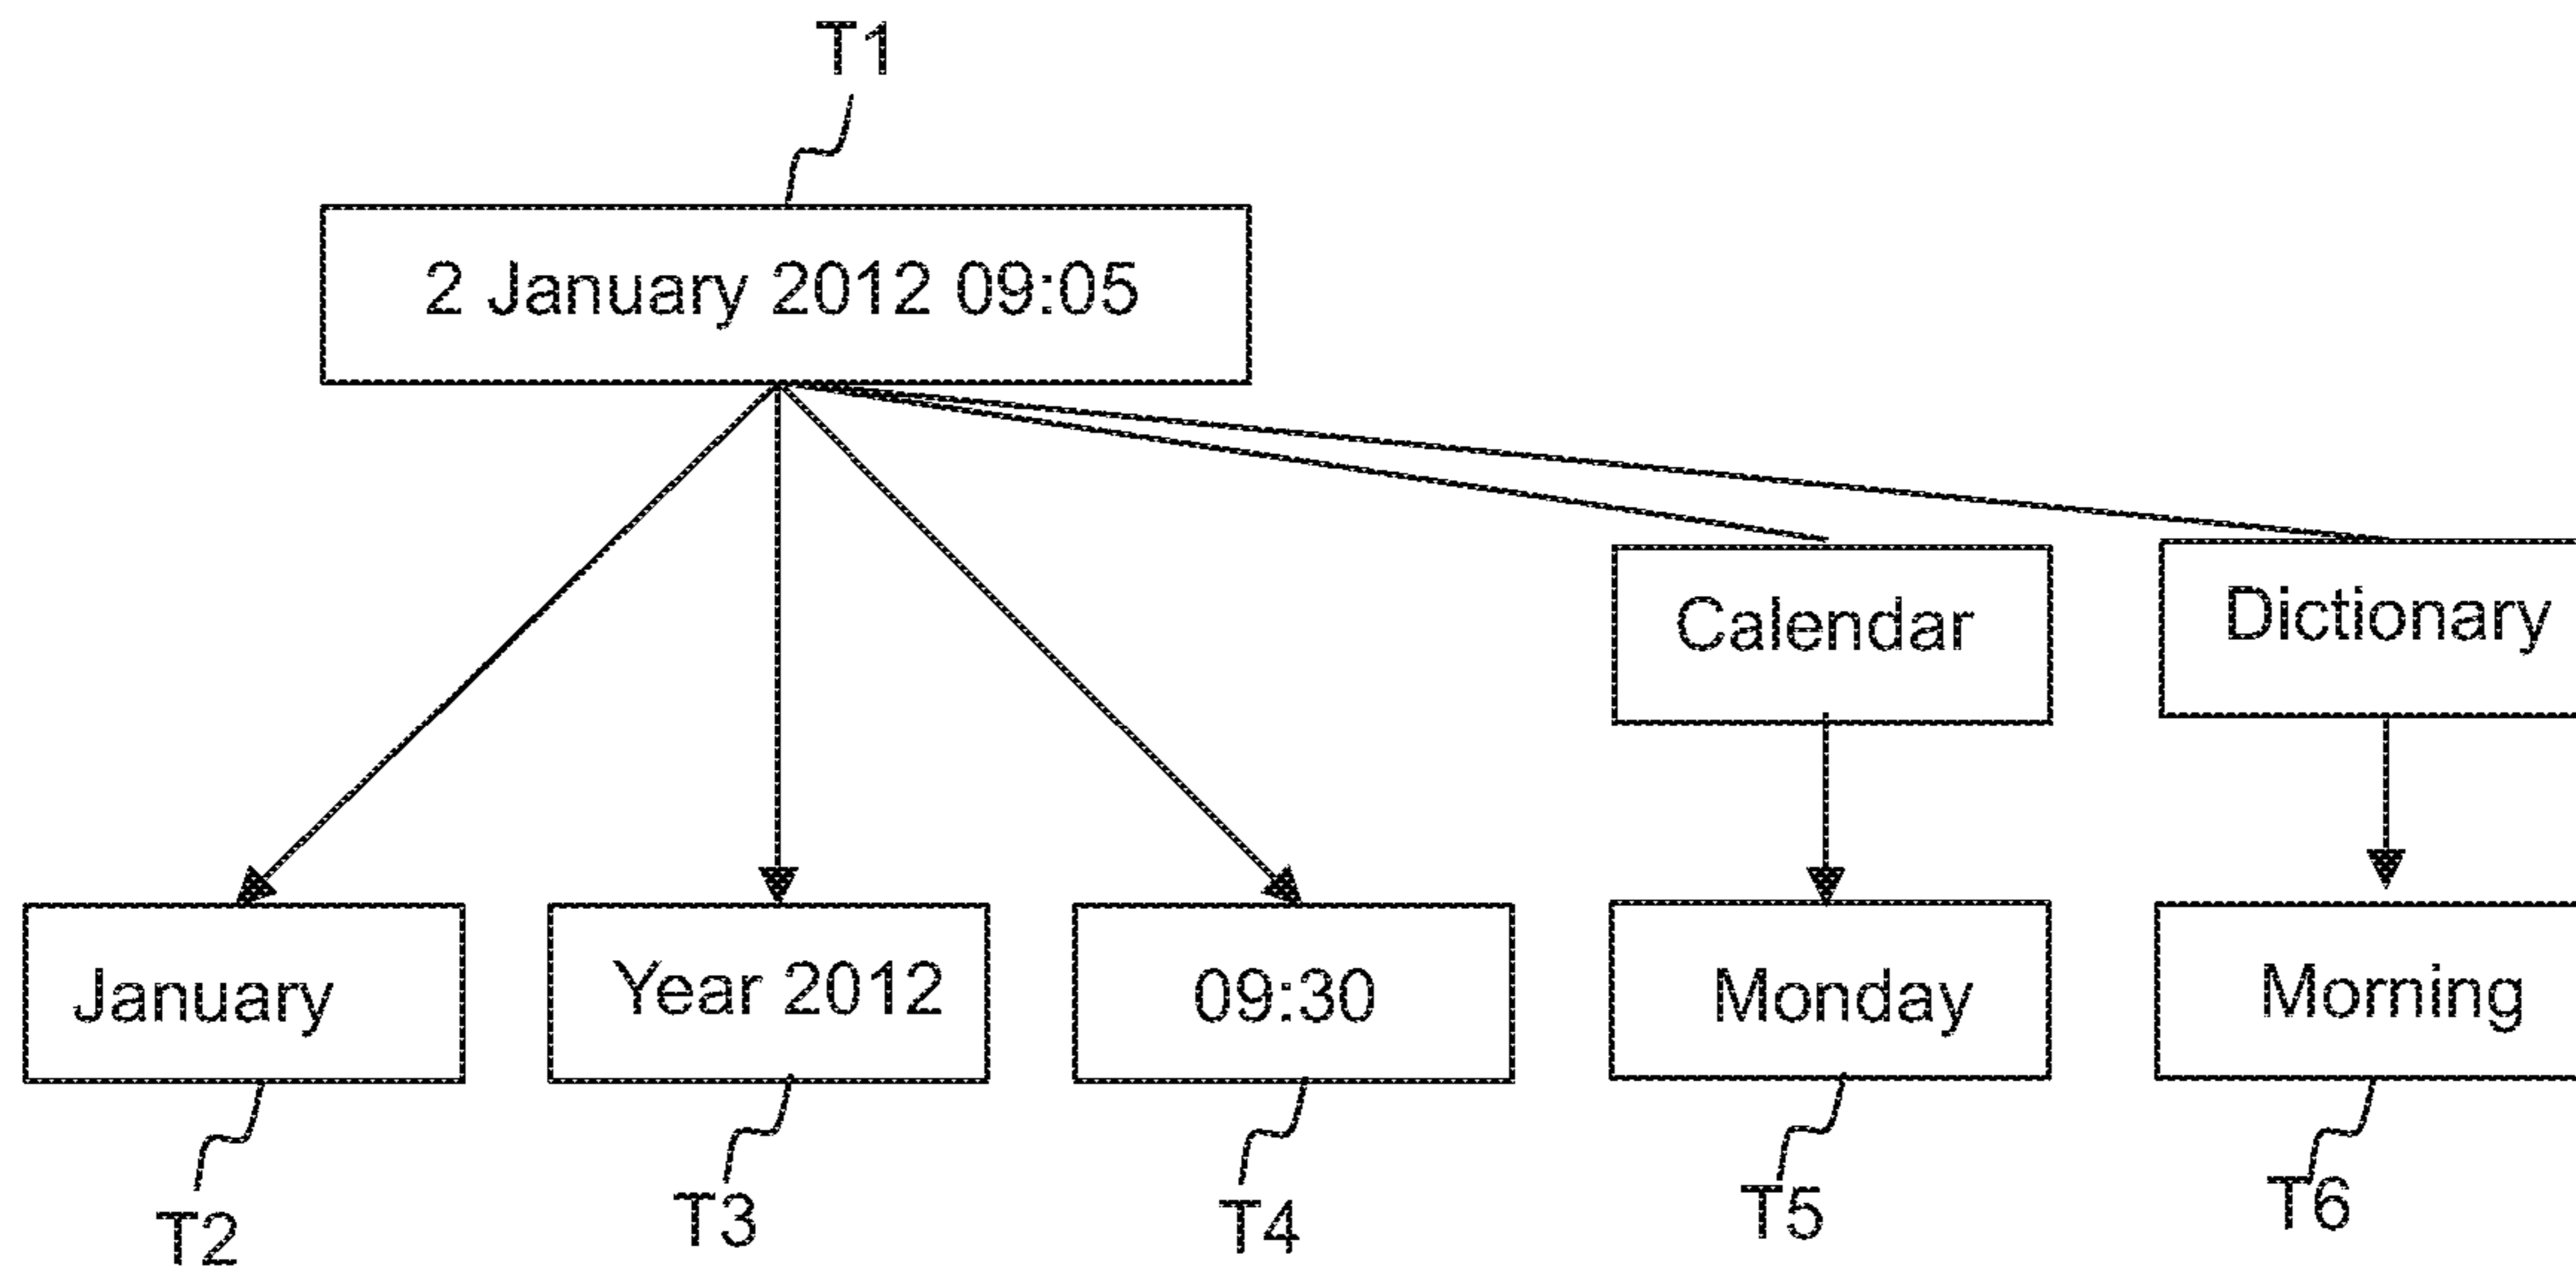 T1
2 January 2012 09:05
Calendar
Dictionary
January
Year 2012
09:30
Monday
Morning
T2
T3
T4
T5
T6